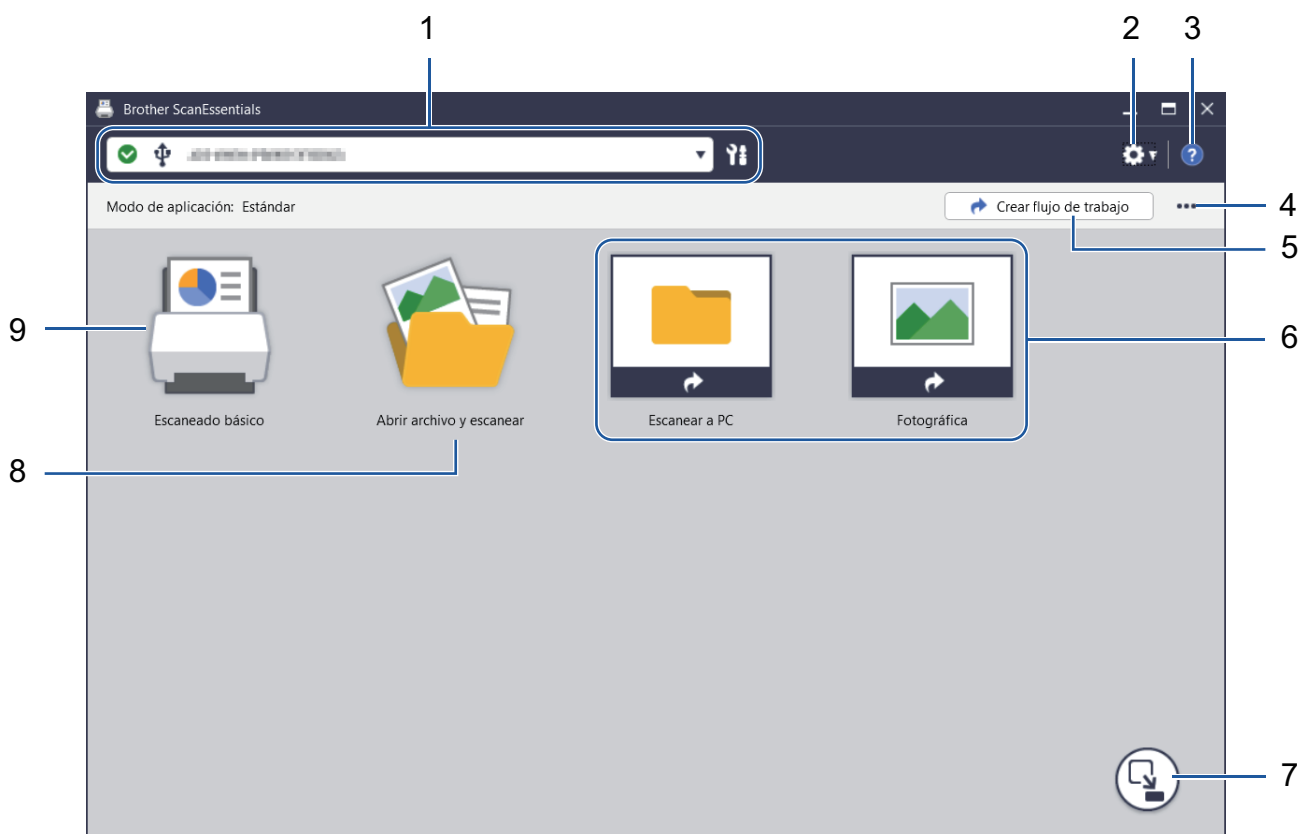 1
2
3
Brother ScanEssentials
Modo de aplicación: Estándar
Crear flujo de trabajo
4
5
9
6
Escaneado básico
Abrir archivo y escanear
Escanear a PC
Fotográfica
8
7